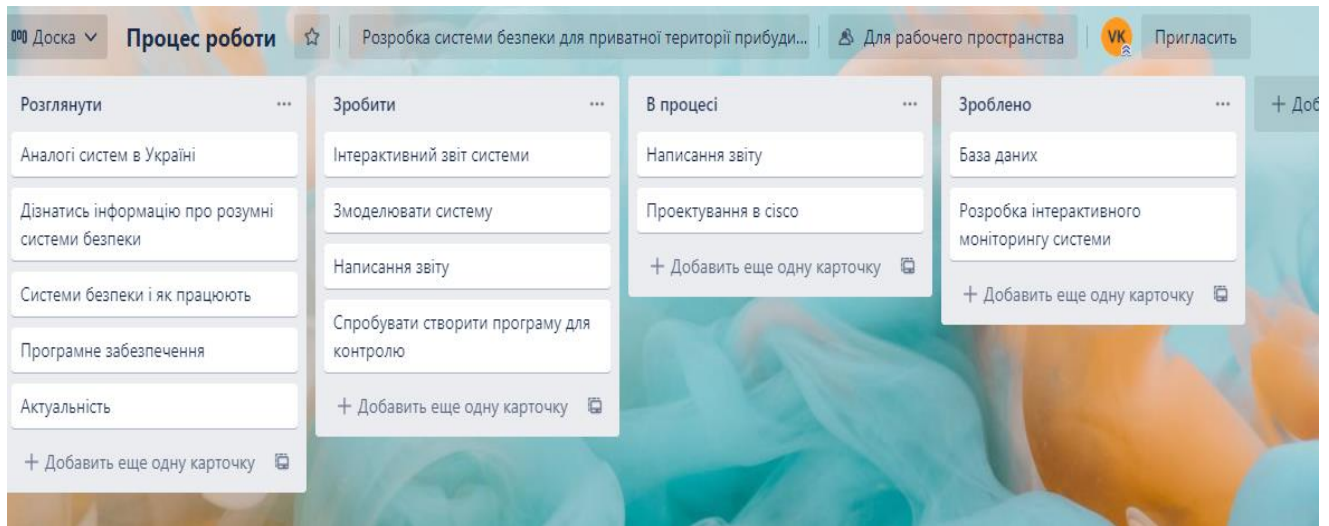 Доска
Процес роботи
Розробка системи безпеки для приватної території прибуди...
Для рабочего пространства
VK
Пригласить
Розглянути
Аналогі систем в Україні
Дізнатись інформацію про розумні
системи безпеки
Системи безпеки і як працюють
Програмне забезпечення
Актуальність
+ Добавить еще одну карточку
Зробити
Інтерактивний звіт системи
Змоделювати систему
Написання звіту
Спробувати створити програму для
контролю
+ Добавить еще одну карточку
В процесі
Написання звіту
Проектування в cisco
+ Добавить еще одну карточку
Зроблено
База даних
Розробка інтерактивного
моніторингу системи
+ Добавить еще одну карточку
+ Доб